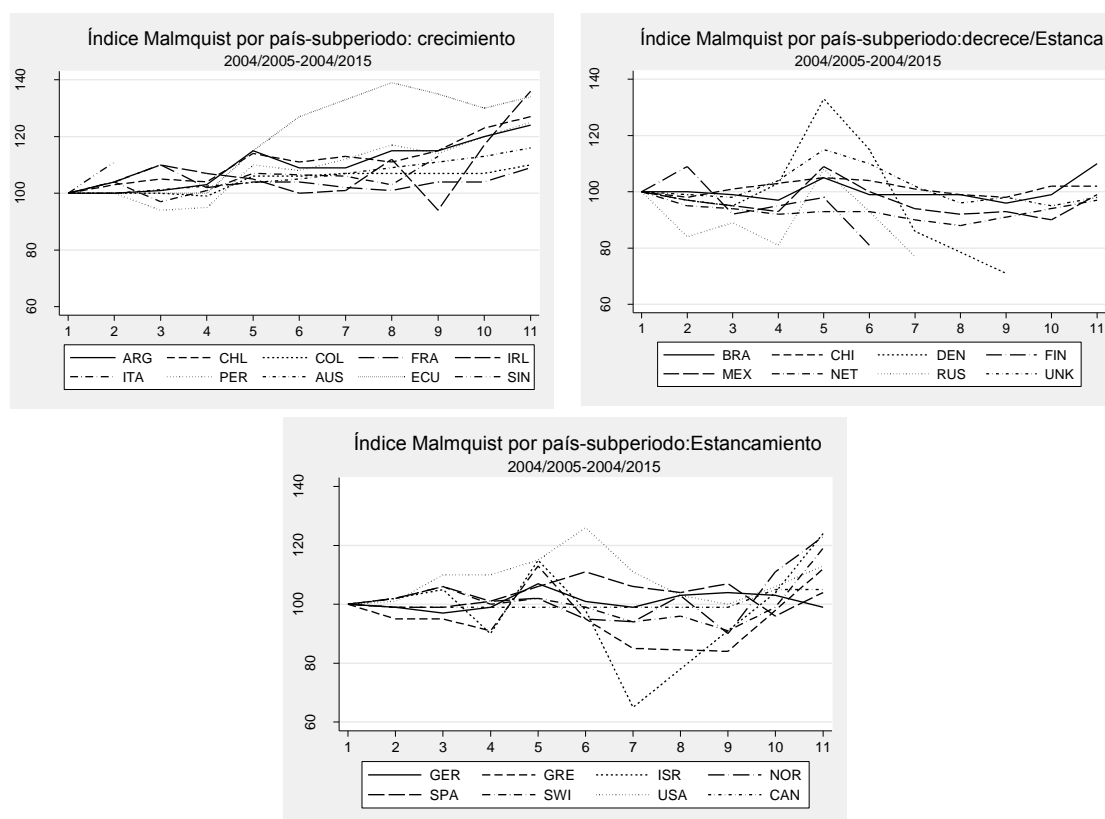 Índice Malmquist por país-subperiodo: crecimiento
2004/2005-2004/2015
140
120
100
80
60
1 2 3 4 5 6 7 8 9 10 11
ARG CHL COL FRA IRL
ITA PER AUS ECU SIN
Índice Malmquist por país-subperiodo:decrece/Estanca
2004/2005-2004/2015
140
120
100
80
60
1 2 3 4 5 6 7 8 9 10 11
BRA CHI DEN FIN
MEX NET RUS UNK
Índice Malmquist por país-subperiodo:Estancamiento
2004/2005-2004/2015
140
120
100
80
60
1 2 3 4 5 6 7 8 9 10 11
GER GRE ISR NOR
SPA SWI USA CAN